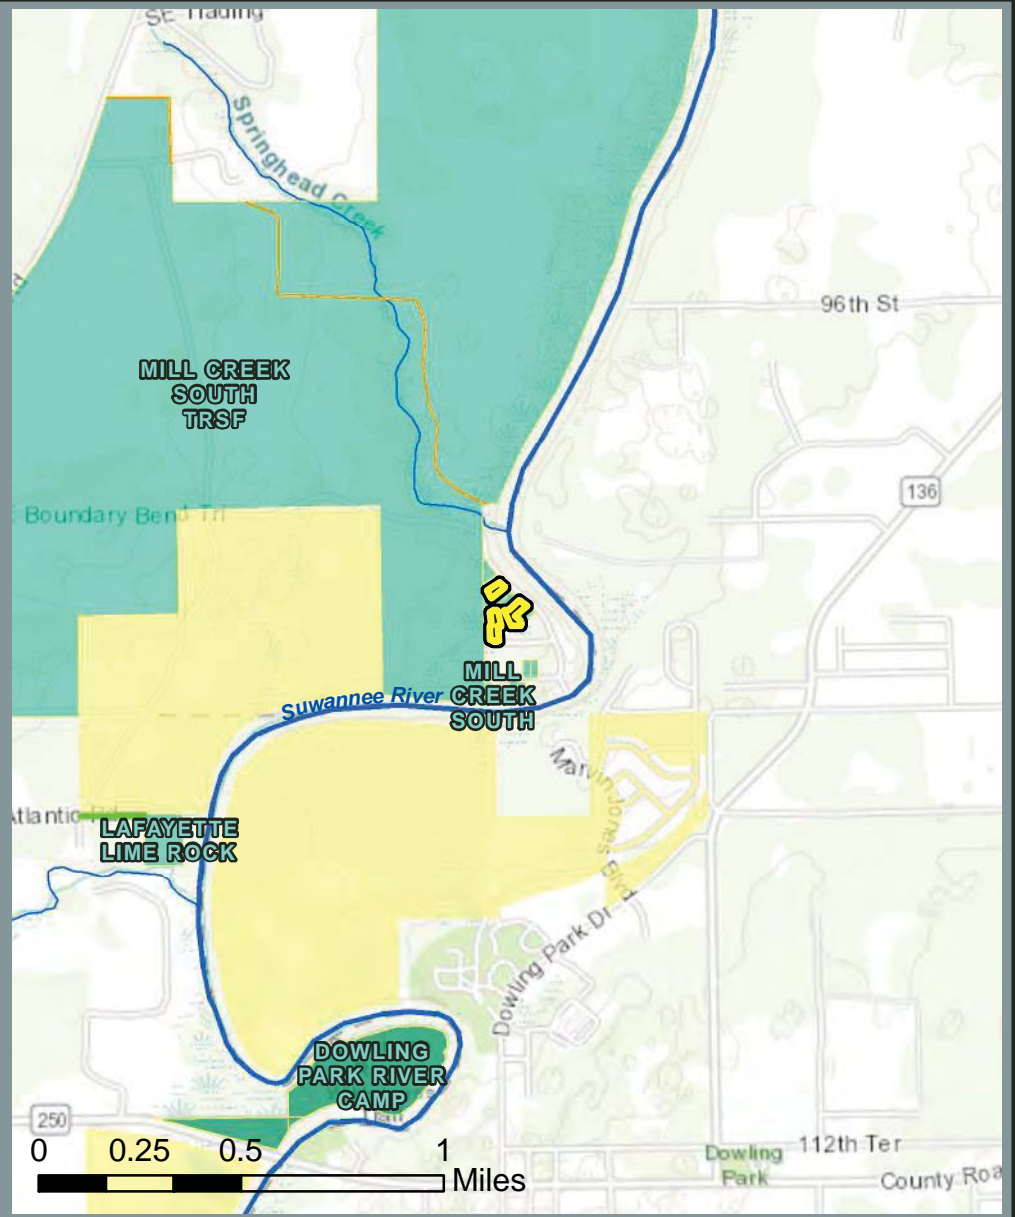 SE Trading
Springhead Creek
96th St
MILL CREEK
SOUTH
TRSF
136
Boundary Bend Trl
MILL
CREEK
SOUTH
Suwannee River
Marvin Jones Blvd
Atlantic
LAFAYETTE
LIME ROCK
Dowling Park Dr
DOWLING
PARK RIVER
CAMP
250
0 0.25 0.5 1
Miles
Dowling
Park
112th Ter
County Roa